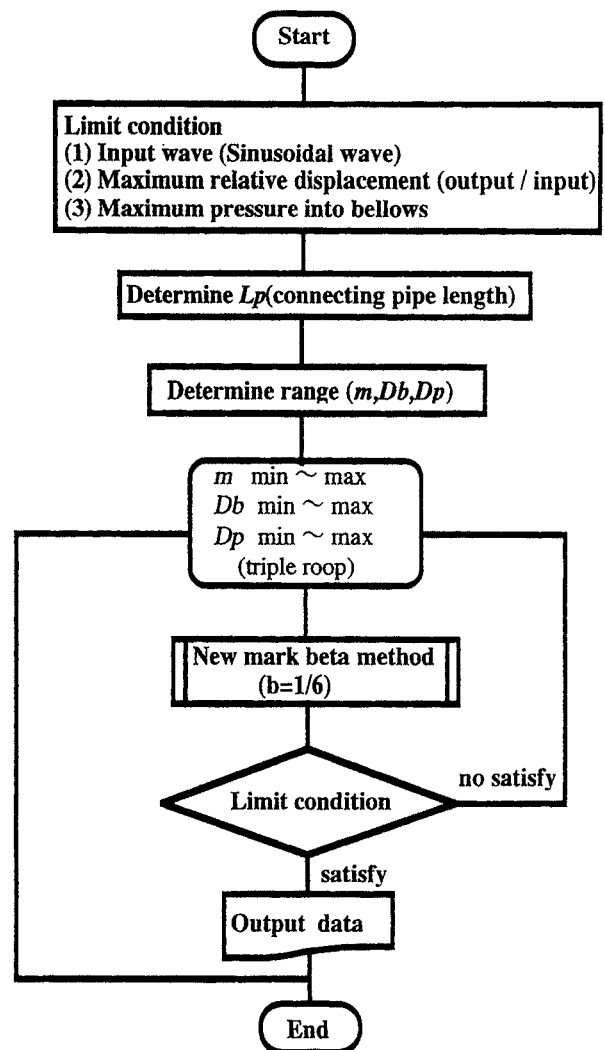 Start
Limit condition
(1) Input wave (Sinusoidal wave)
(2) Maximum relative displacement (output / input)
(3) Maximum pressure into bellows
Determine Lp(connecting pipe length)
Determine range (m,Db,Dp)
m min ~ max
Db min ~ max
Dp min ~ max
(triple roop)
New mark beta method
(b=1/6)
Limit condition
no satisfy
satisfy
Output data
End